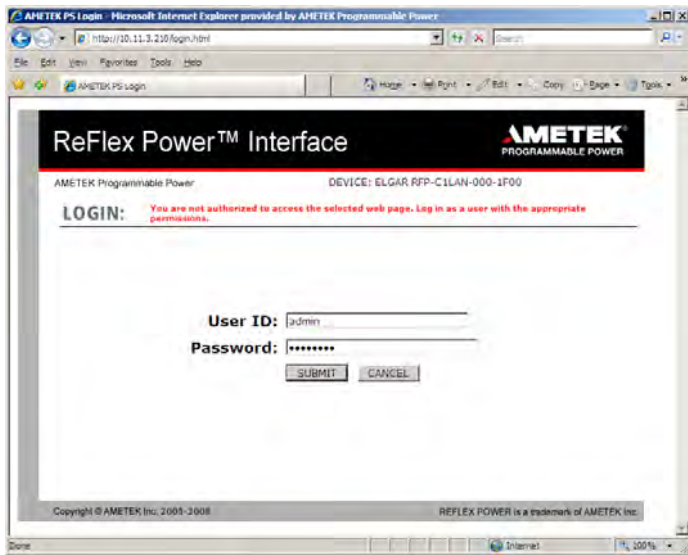 AMETEK PS Login - Microsoft Internet Explorer provided by AMETEK Programmable Power
http://10.11.3.216/login.html
Search
File Edit View Favorites Tools Help
AMETEK PS Login
Home Print Edit Copy Page Tools
ReFlex Power™ Interface
AMETEK®
PROGRAMMABLE POWER
AMETEK Programmable Power
DEVICE: ELGAR RFP-C1LAN-000-1F00
LOGIN:
You are not authorized to access the selected web page. Log in as a user with the appropriate
permissions.
User ID: admin
Password: ••••••••
SUBMIT CANCEL
Copyright © AMETEK Inc. 2005-2008
REFLEX POWER is a trademark of AMETEK Inc.
Done
Internet
100%